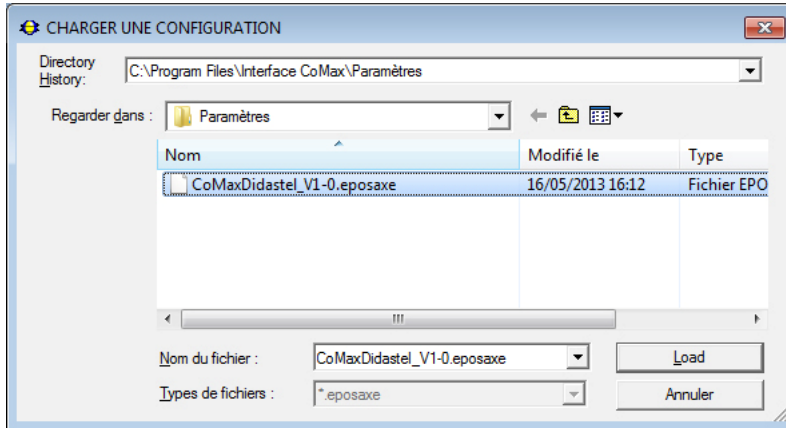 CHARGER UNE CONFIGURATION
Directory History: C:\Program Files\Interface CoMax\Paramètres
Regarder dans : Paramètres
Nom Modifié le Type
CoMaxDidastel_V1-0.eposaxe 16/05/2013 16:12 Fichier EPO
Nom du fichier : CoMaxDidastel_V1-0.eposaxe Load
Types de fichiers : *.eposaxe Annuler